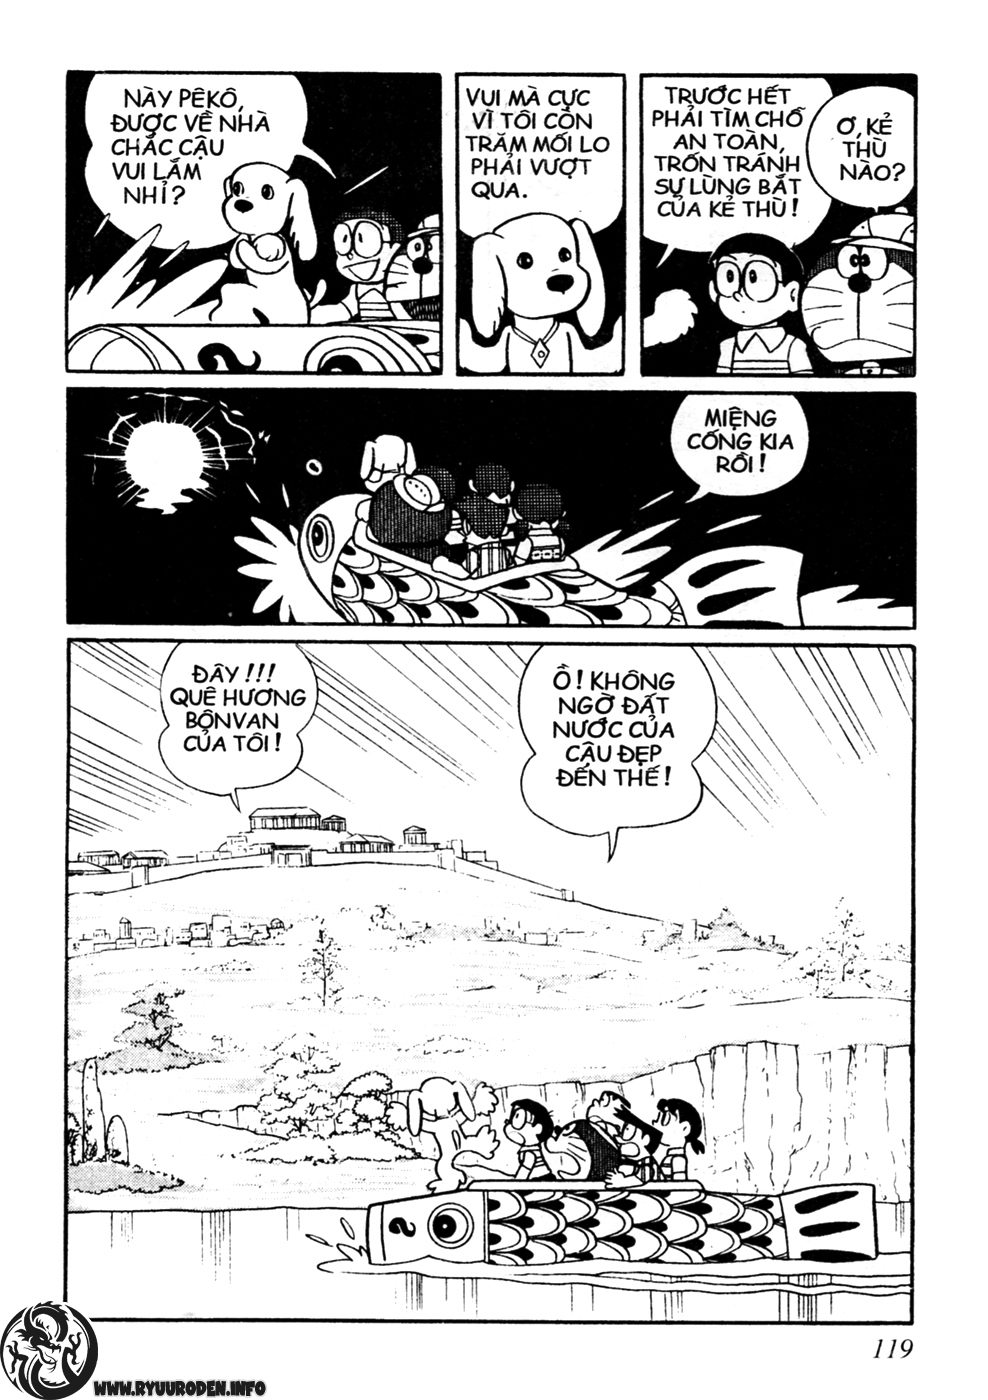 NÀY PÊKÔ,
ĐƯỢC VỀ NHÀ
CHẮC CẬU
VUI LẮM
NHỈ?
VUI MÀ CỰC
VÌ TÔI CÒN
TRĂM MỐI LO
PHẢI VƯỢT
QUA.
TRƯỚC HẾT
PHẢI TÌM CHỖ
AN TOÀN,
TRỐN TRÁNH
SỰ LÙNG BẮT
CỦA KẺ THÙ!
Ơ, KẺ
THÙ
NÀO?
MIỆNG
CỐNG KIA
RỒI!
ĐÂY!!!
QUÊ HƯƠNG
BÔNVAN
CỦA TÔI!
Ồ! KHÔNG
NGỜ ĐẤT
NƯỚC CỦA
CẬU ĐẸP
ĐẾN THẾ!
119
WWW.RYUURODEN.INFO